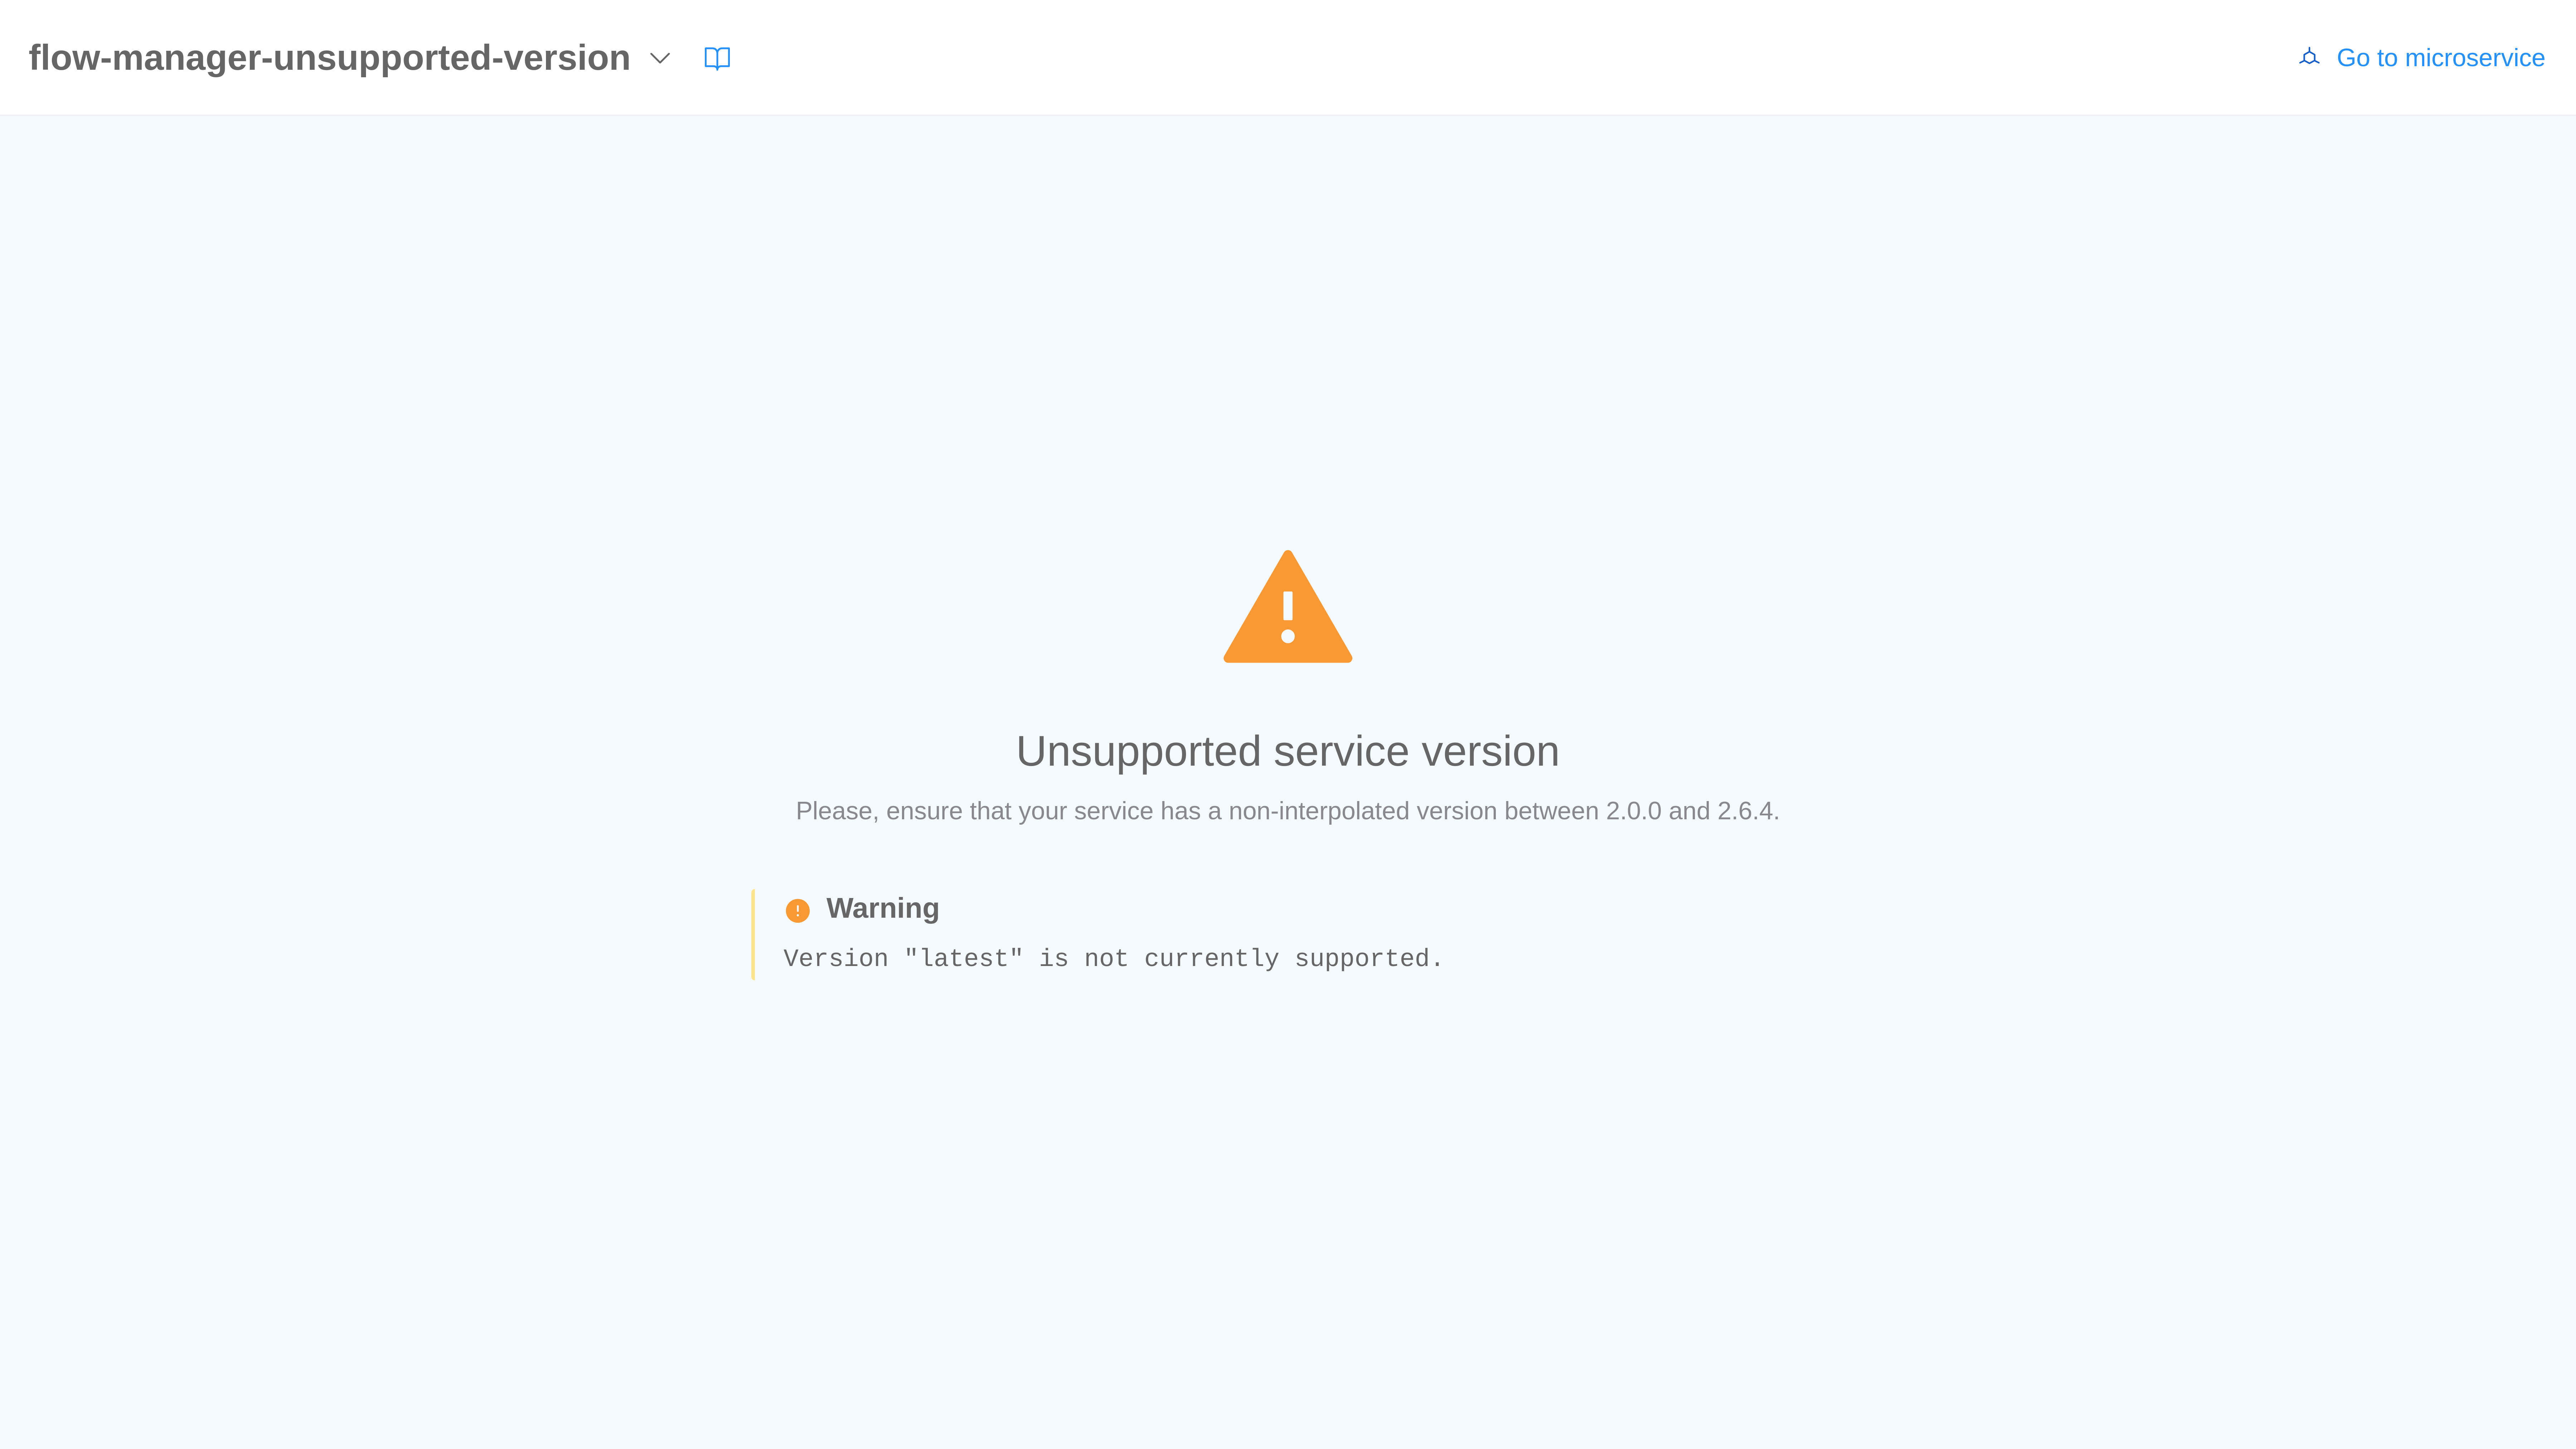 flow-manager-unsupported-version
Go to microservice
Unsupported service version
Please, ensure that your service has a non-interpolated version between 2.0.0 and 2.6.4.
Warning
Version "latest" is not currently supported.